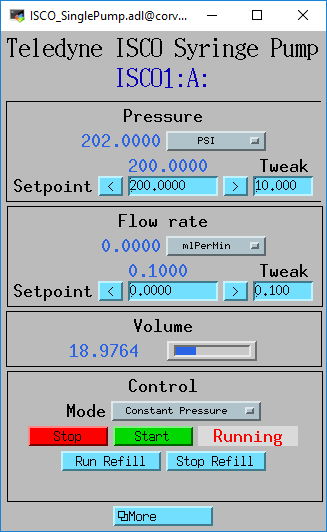 ISCO_SinglePump.adl@corv...
Teledyne ISCO Syringe Pump
ISCO1:A:
Pressure
202.0000 PSI
200.0000 Tweak
Setpoint < 200.0000 > 10.000
Flow rate
0.0000 mlPerMin
0.1000 Tweak
Setpoint < 0.0000 > 0.100
Volume
18.9764
Control
Mode Constant Pressure
Stop Start Running
Run Refill Stop Refill
More